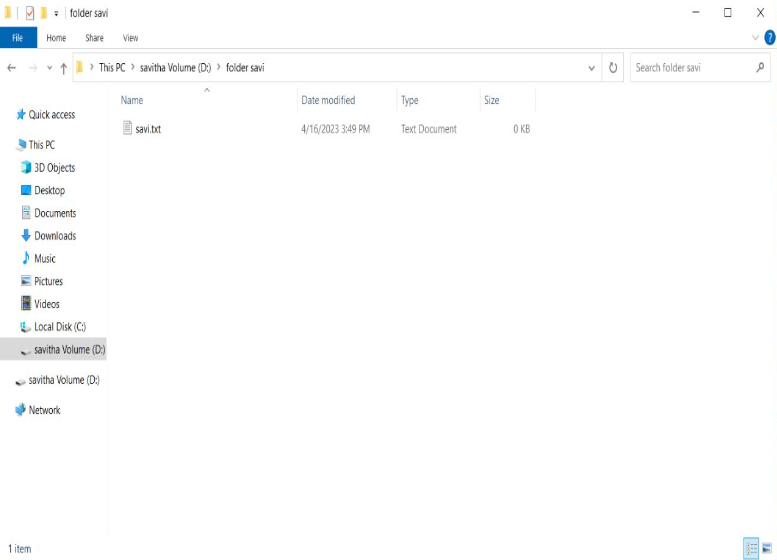 folder savi
File Home Share View
This PC savitha Volume (D:) folder savi Search folder savi
Name Date modified Type Size
savi.txt 4/16/2023 3:49 PM Text Document 0 KB
Quick access
This PC
3D Objects
Desktop
Documents
Downloads
Music
Pictures
Videos
Local Disk (C:)
savitha Volume (D:)
savitha Volume (D:)
Network
1 item